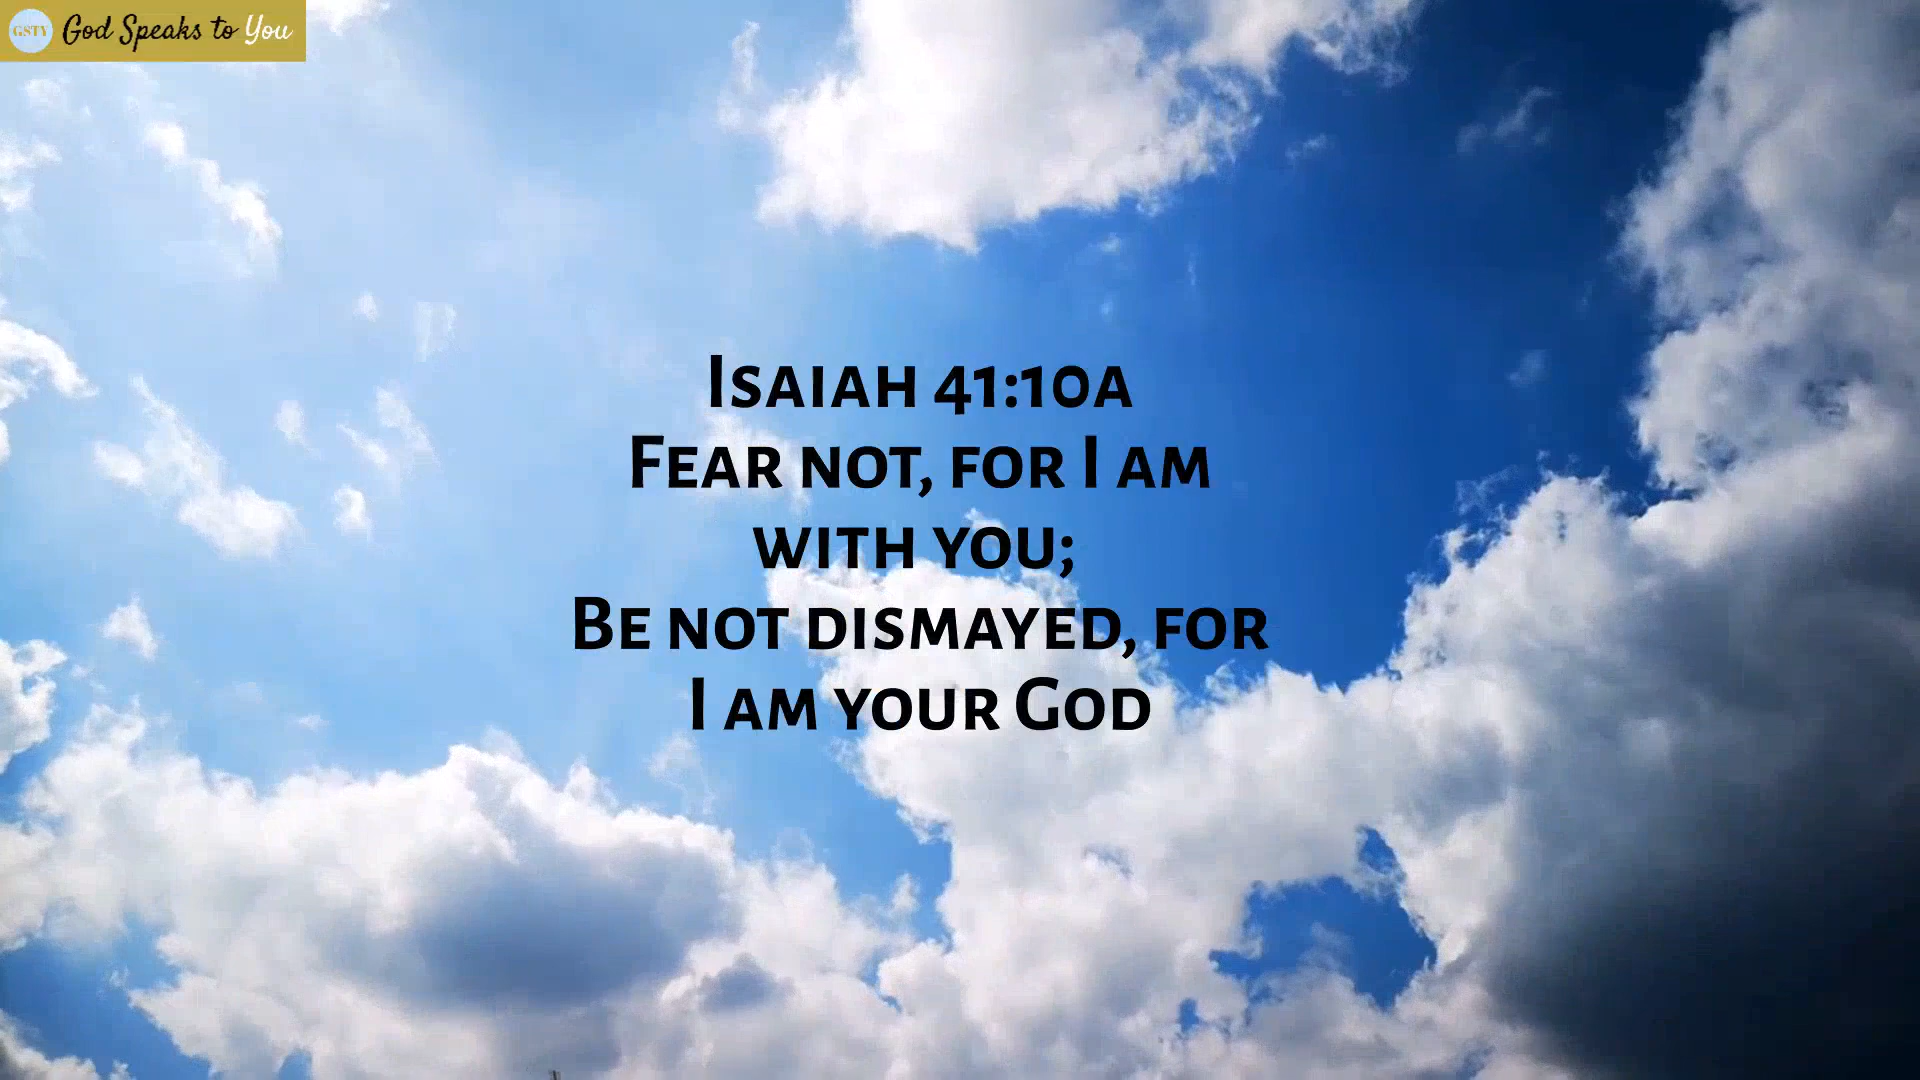 GSTY God Speaks to You
Isaiah 41:10a
Fear not, for I am
with you;
Be not dismayed, for
I am your God